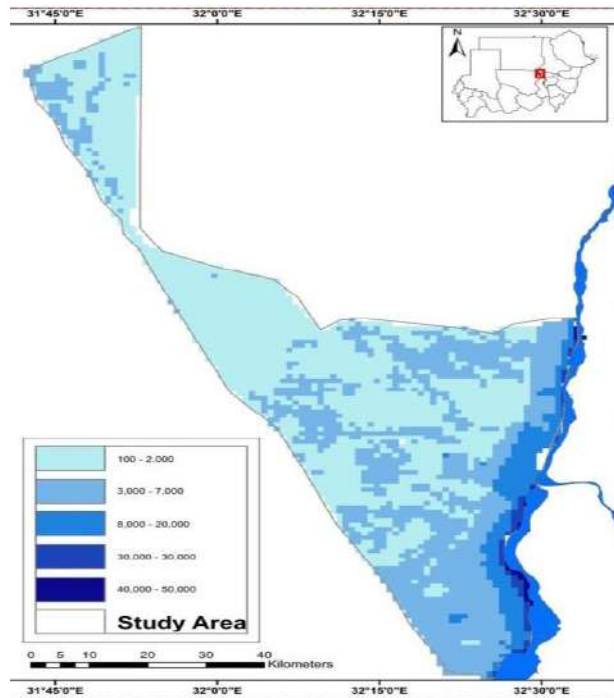 31°45'0"E 32°0'0"E 32°15'0"E 32°30'0"E
N
100 - 2.000
3,000 - 7,000
8,000 - 20,000
30,000 - 30,000
40,000 - 50,000
Study Area
0 5 10 20 30 40
Kilometers
31°45'0"E 32°0'0"E 32°15'0"E 32°30'0"E